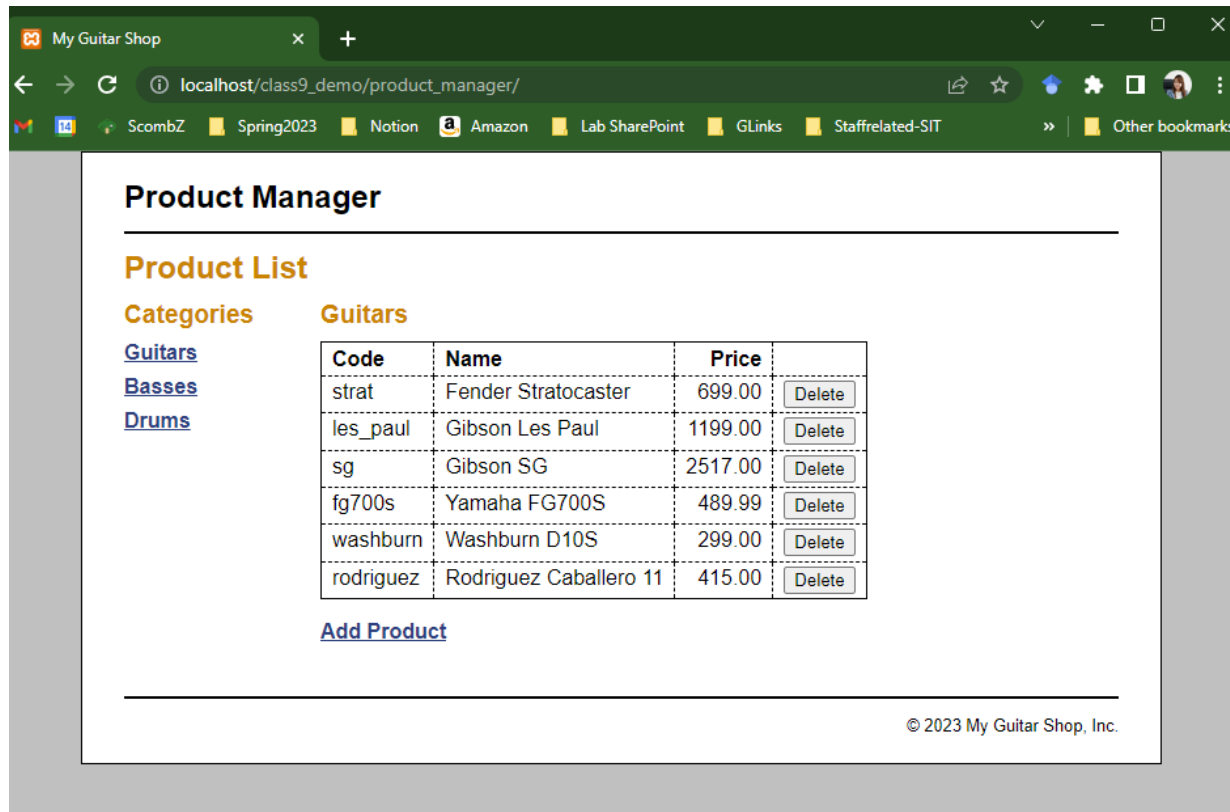 My Guitar Shop
localhost/class9_demo/product_manager/
14 ScombZ Spring2023 Notion a Amazon Lab SharePoint GLinks Staffrelated-SIT » Other bookmarks
Product Manager
Product List
Categories
Guitars
Basses
Drums
Guitars
Code Name Price
strat Fender Stratocaster 699.00 Delete
les_paul Gibson Les Paul 1199.00 Delete
sg Gibson SG 2517.00 Delete
fg700s Yamaha FG700S 489.99 Delete
washburn Washburn D10S 299.00 Delete
rodriguez Rodriguez Caballero 11 415.00 Delete
Add Product
© 2023 My Guitar Shop, Inc.